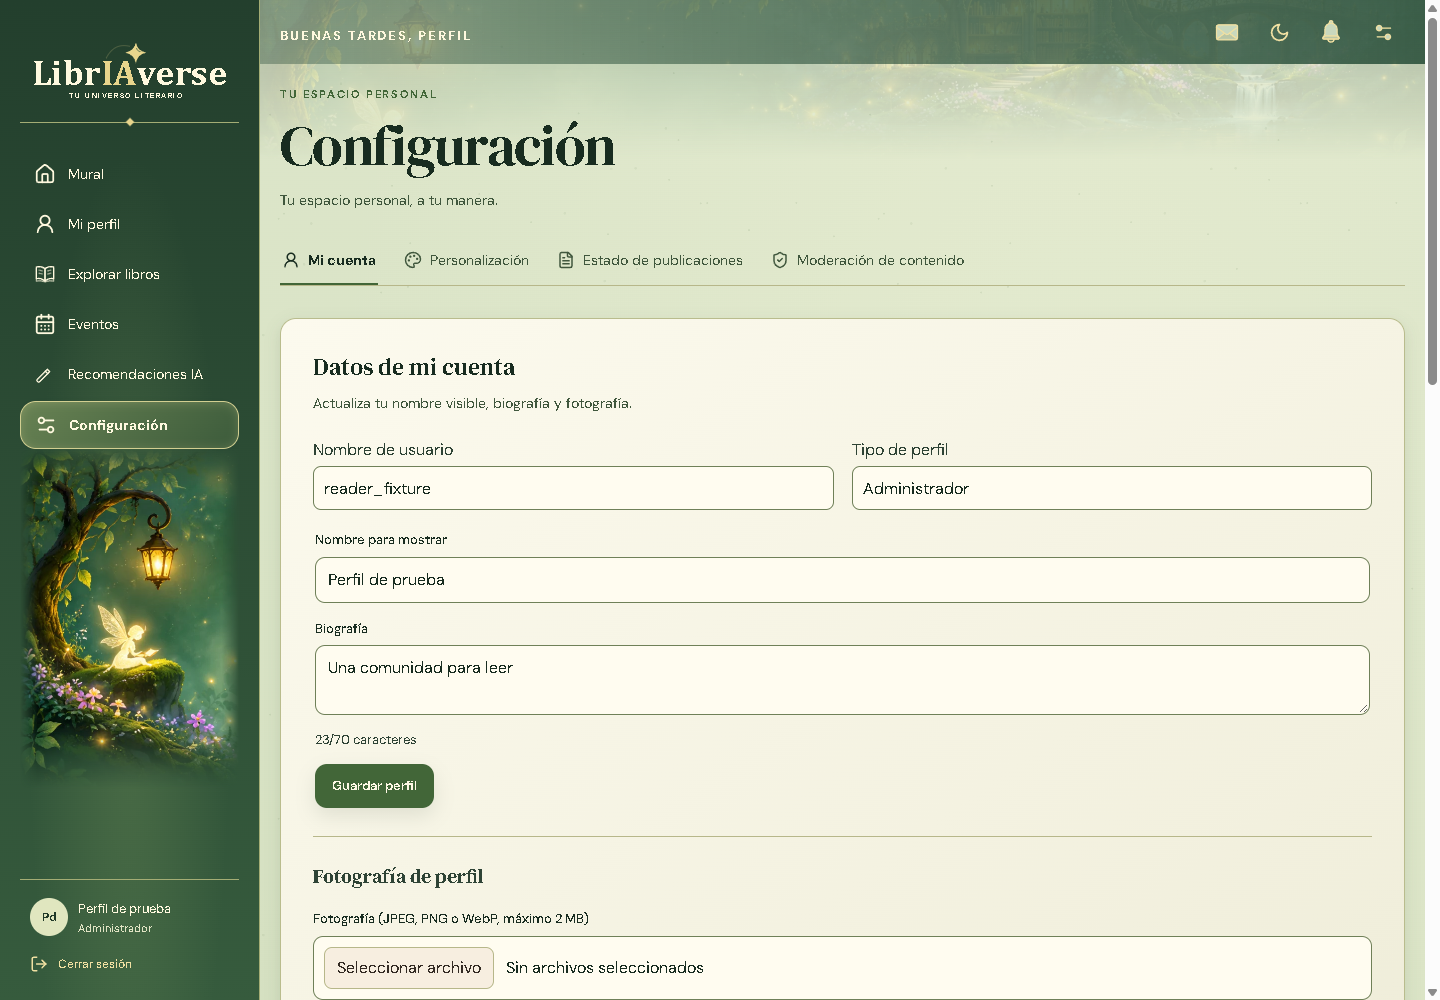 LibrIAverse
TU UNIVERSO LITERARIO
Mural
Mi perfil
Explorar libros
Eventos
Recomendaciones IA
Configuración
Pd
Perfil de prueba
Administrador
Cerrar sesión
BUENAS TARDES, PERFIL
TU ESPACIO PERSONAL
Configuración
Tu espacio personal, a tu manera.
Mi cuenta
Personalización
Estado de publicaciones
Moderación de contenido
Datos de mi cuenta
Actualiza tu nombre visible, biografía y fotografía.
Nombre de usuario
reader_fixture
Tipo de perfil
Administrador
Nombre para mostrar
Perfil de prueba
Biografía
Una comunidad para leer
23/70 caracteres
Guardar perfil
Fotografía de perfil
Fotografía (JPEG, PNG o WebP, máximo 2 MB)
Seleccionar archivo
Sin archivos seleccionados